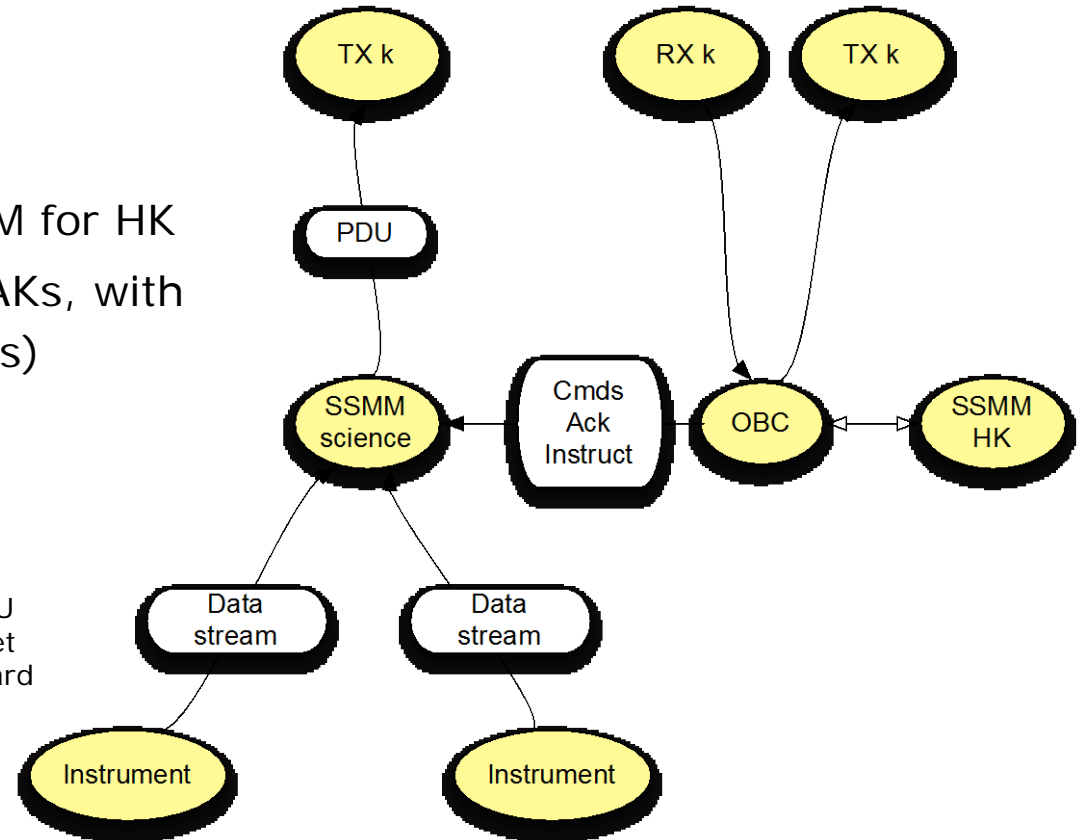 TX k
RX k
TX k
M for HK
PDU
AKs, with
s)
Cmds
Ack
Instruct
SSMM
science
OBC
SSMM
HK
U
et
ard
Data
stream
Data
stream
Instrument
Instrument